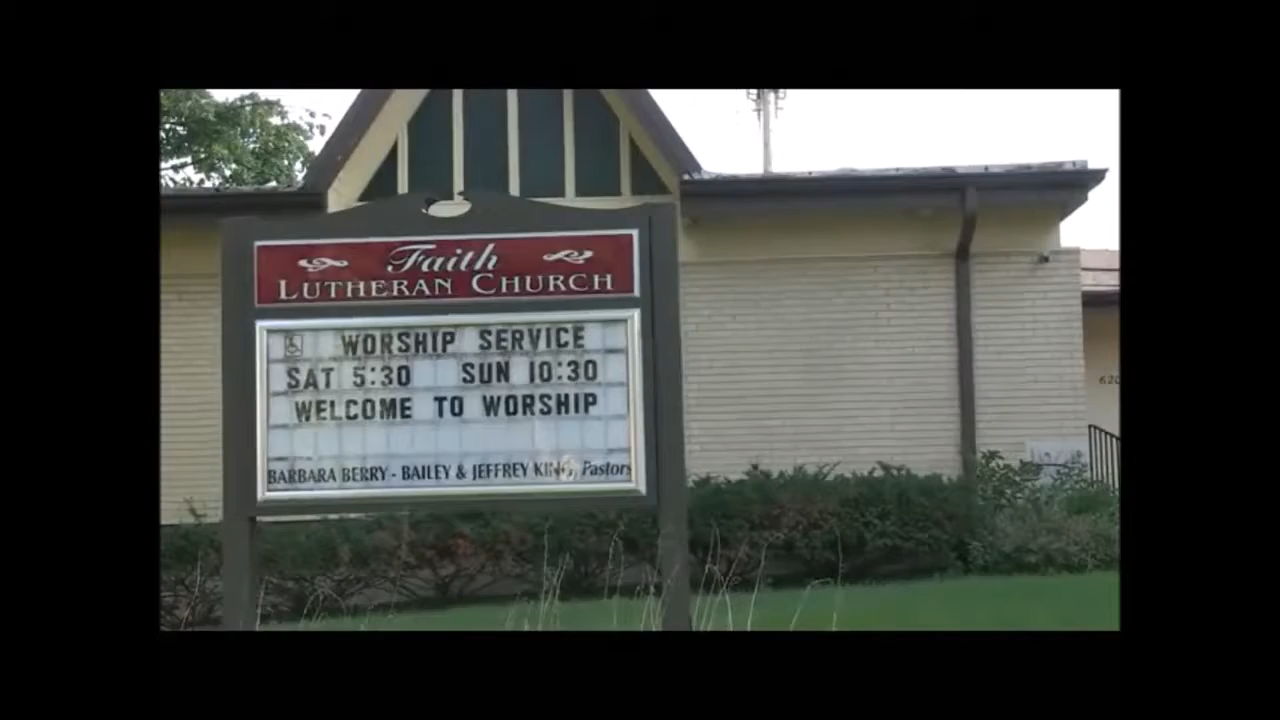 Faith
LUTHERAN CHURCH
WORSHIP SERVICE
SAT 5:30 SUN 10:30
WELCOME TO WORSHIP
BARBARA BERRY - BAILEY & JEFFREY KING, Pastors
620